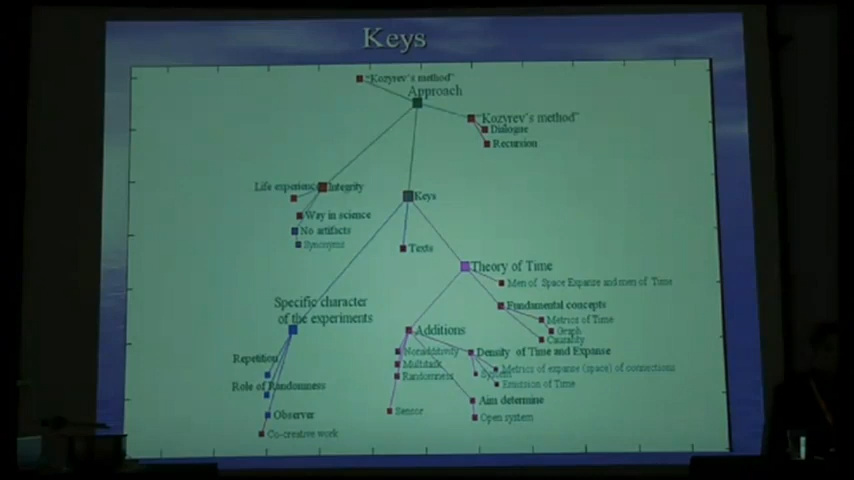 Keys
"Kozyrev's method"
Approach
"Kozyrev's method"
Dialogue
Recursion
Life experience
Integrity
Way in science
No artifacts
Synonyms
Keys
Texts
Theory of Time
Men of Space Expanse and men of Time
Fundamental concepts
Metrics of Time
Graph
Causality
Specific character
of the experiments
Additions
Nonadditivity
Multitask
Randomness
Density of Time and Expanse
Metrics of expanse (space) of connections
System
Emission of Time
Repetition
Role of Randomness
Observer
Co-creative work
Sensor
Aim determine
Open system